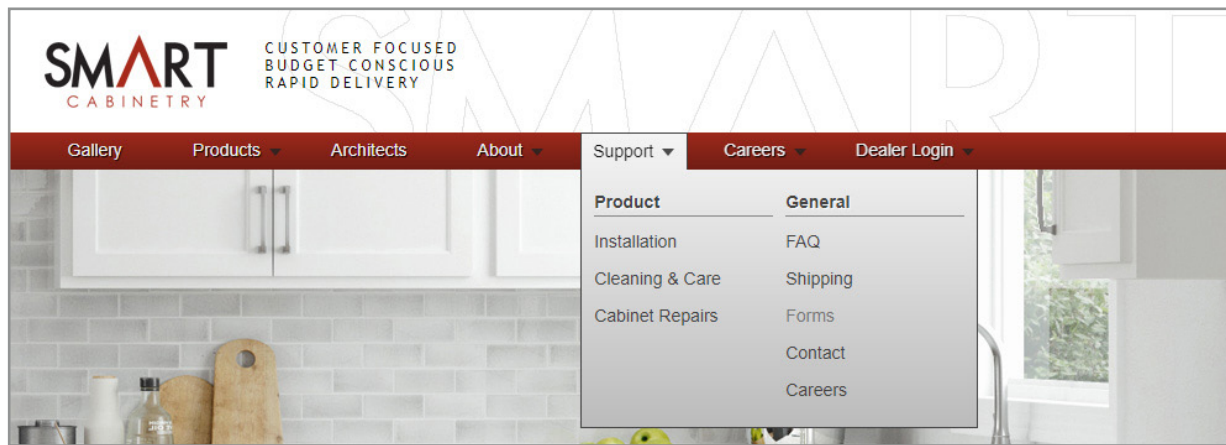 SMART
CABINETRY
CUSTOMER FOCUSED
BUDGET CONSCIOUS
RAPID DELIVERY
SMART
Gallery Products Architects About Support Careers Dealer Login
Product General
Installation FAQ
Cleaning & Care Shipping
Cabinet Repairs Forms
Contact
Careers